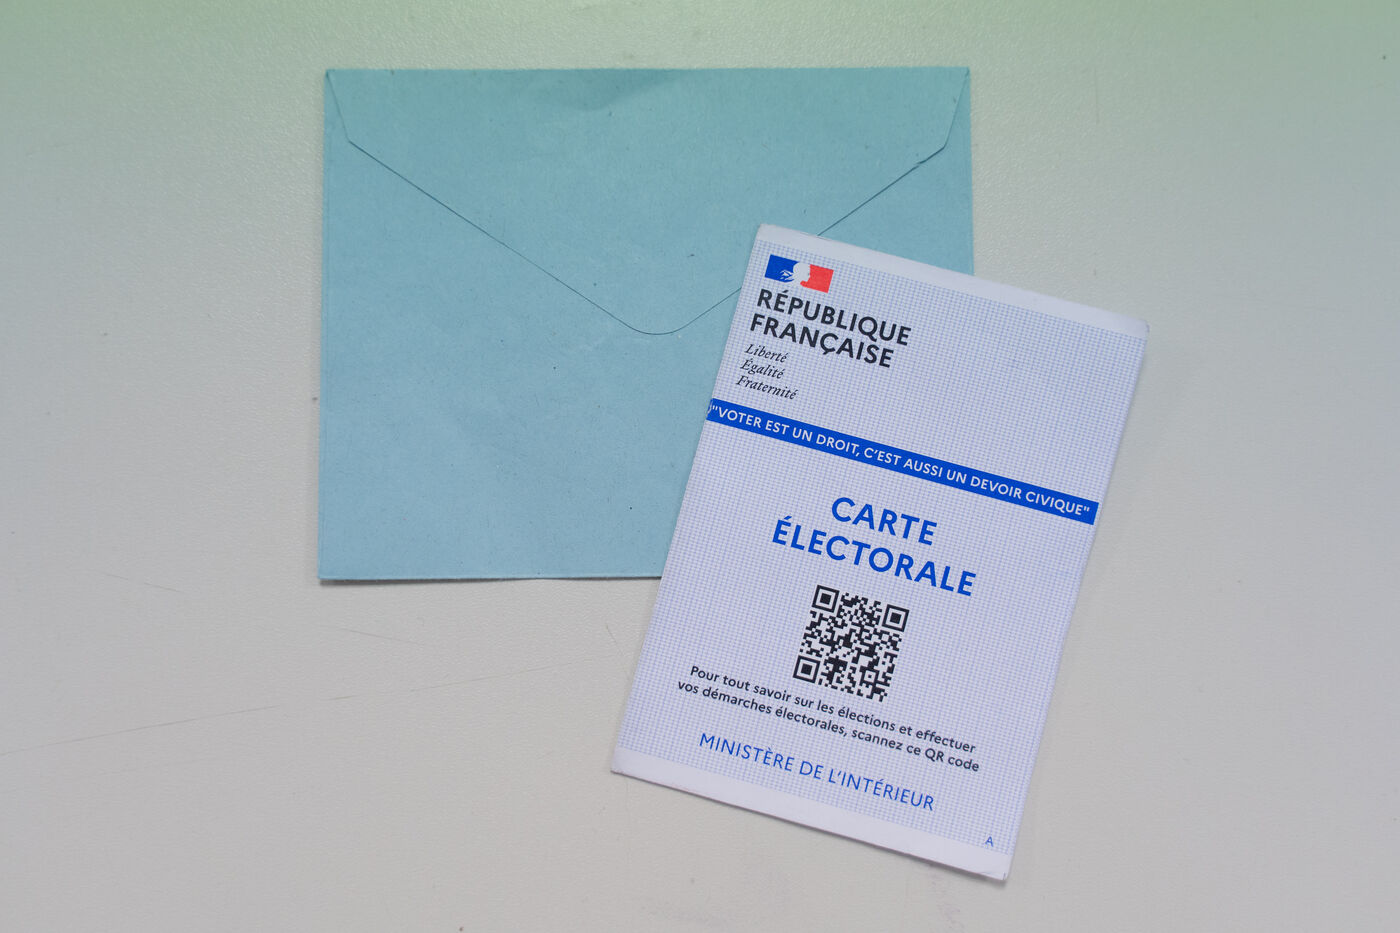 RÉPUBLIQUE
FRANÇAISE
Liberté
Égalité
Fraternité
"VOTER EST UN DROIT, C'EST AUSSI UN DEVOIR CIVIQUE"
CARTE
ÉLECTORALE
Pour tout savoir sur les élections et effectuer
vos démarches électorales, scannez ce QR code
MINISTÈRE DE L'INTÉRIEUR
A